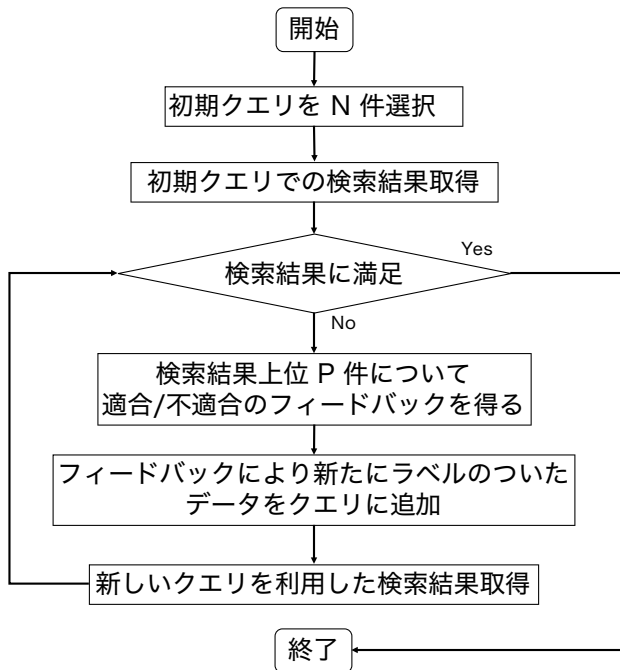 開始
初期クエリを N 件選択
初期クエリでの検索結果取得
Yes
検索結果に満足
No
検索結果上位 P 件について
適合/不適合のフィードバックを得る
フィードバックにより新たにラベルのついた
データをクエリに追加
新しいクエリを利用した検索結果取得
終了